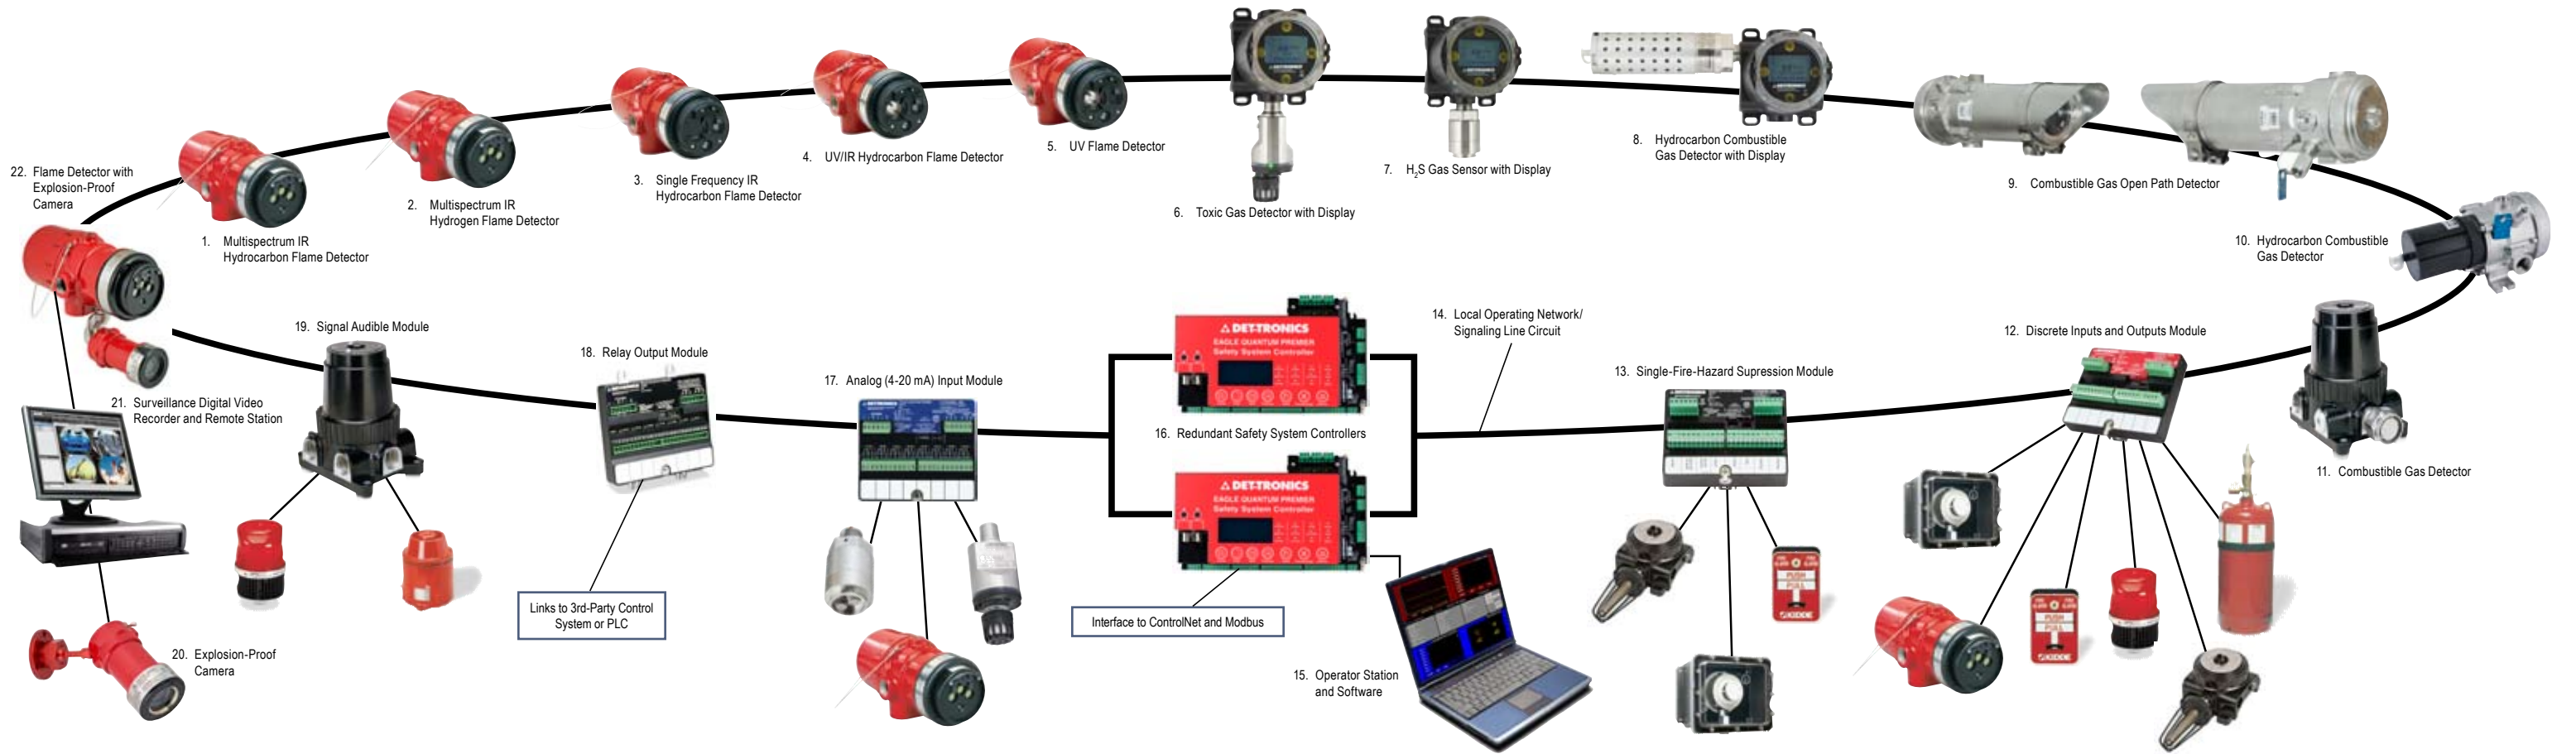 1. Multispectrum IR
Hydrocarbon Flame Detector
2. Multispectrum IR
Hydrogen Flame Detector
3. Single Frequency IR
Hydrocarbon Flame Detector
4. UV/IR Hydrocarbon Flame Detector
5. UV Flame Detector
6. Toxic Gas Detector with Display
7. H₂S Gas Sensor with Display
8. Hydrocarbon Combustible
Gas Detector with Display
9. Combustible Gas Open Path Detector
10. Hydrocarbon Combustible
Gas Detector
11. Combustible Gas Detector
12. Discrete Inputs and Outputs Module
13. Single-Fire-Hazard Supression Module
14. Local Operating Network/
Signaling Line Circuit
15. Operator Station
and Software
16. Redundant Safety System Controllers
17. Analog (4-20 mA) Input Module
18. Relay Output Module
19. Signal Audible Module
20. Explosion-Proof
Camera
21. Surveillance Digital Video
Recorder and Remote Station
22. Flame Detector with
Explosion-Proof
Camera
Links to 3rd-Party Control
System or PLC
Interface to ControlNet and Modbus
DET-TRONICS
EAGLE QUANTUM PREMIER
Safety System Controller
DET-TRONICS
EAGLE QUANTUM PREMIER
Safety System Controller
PUSH
PULL
KIDDE
PUSH
PULL
KIDDE